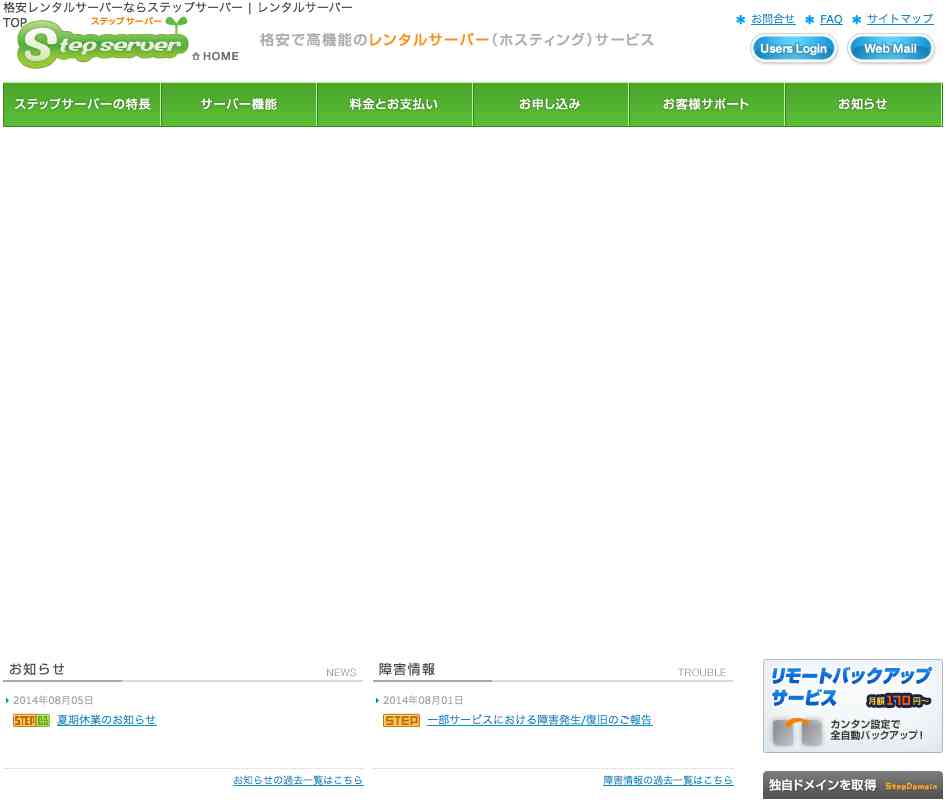 格安レンタルサーバーならステップサーバー | レンタルサーバー
TOP
ステップサーバー
Step server
HOME
格安で高機能のレンタルサーバー(ホスティング)サービス
お問合せ FAQ サイトマップ
Users Login Web Mail
ステップサーバーの特長 サーバー機能 料金とお支払い お申し込み お客様サポート お知らせ
お知らせ NEWS
2014年08月05日
夏期休業のお知らせ
お知らせの過去一覧はこちら
障害情報 TROUBLE
2014年08月01日
STEP 一部サービスにおける障害発生/復旧のご報告
障害情報の過去一覧はこちら
リモートバックアップ
サービス 月額170円〜
カンタン設定で
全自動バックアップ!
独自ドメインを取得 StepDomain